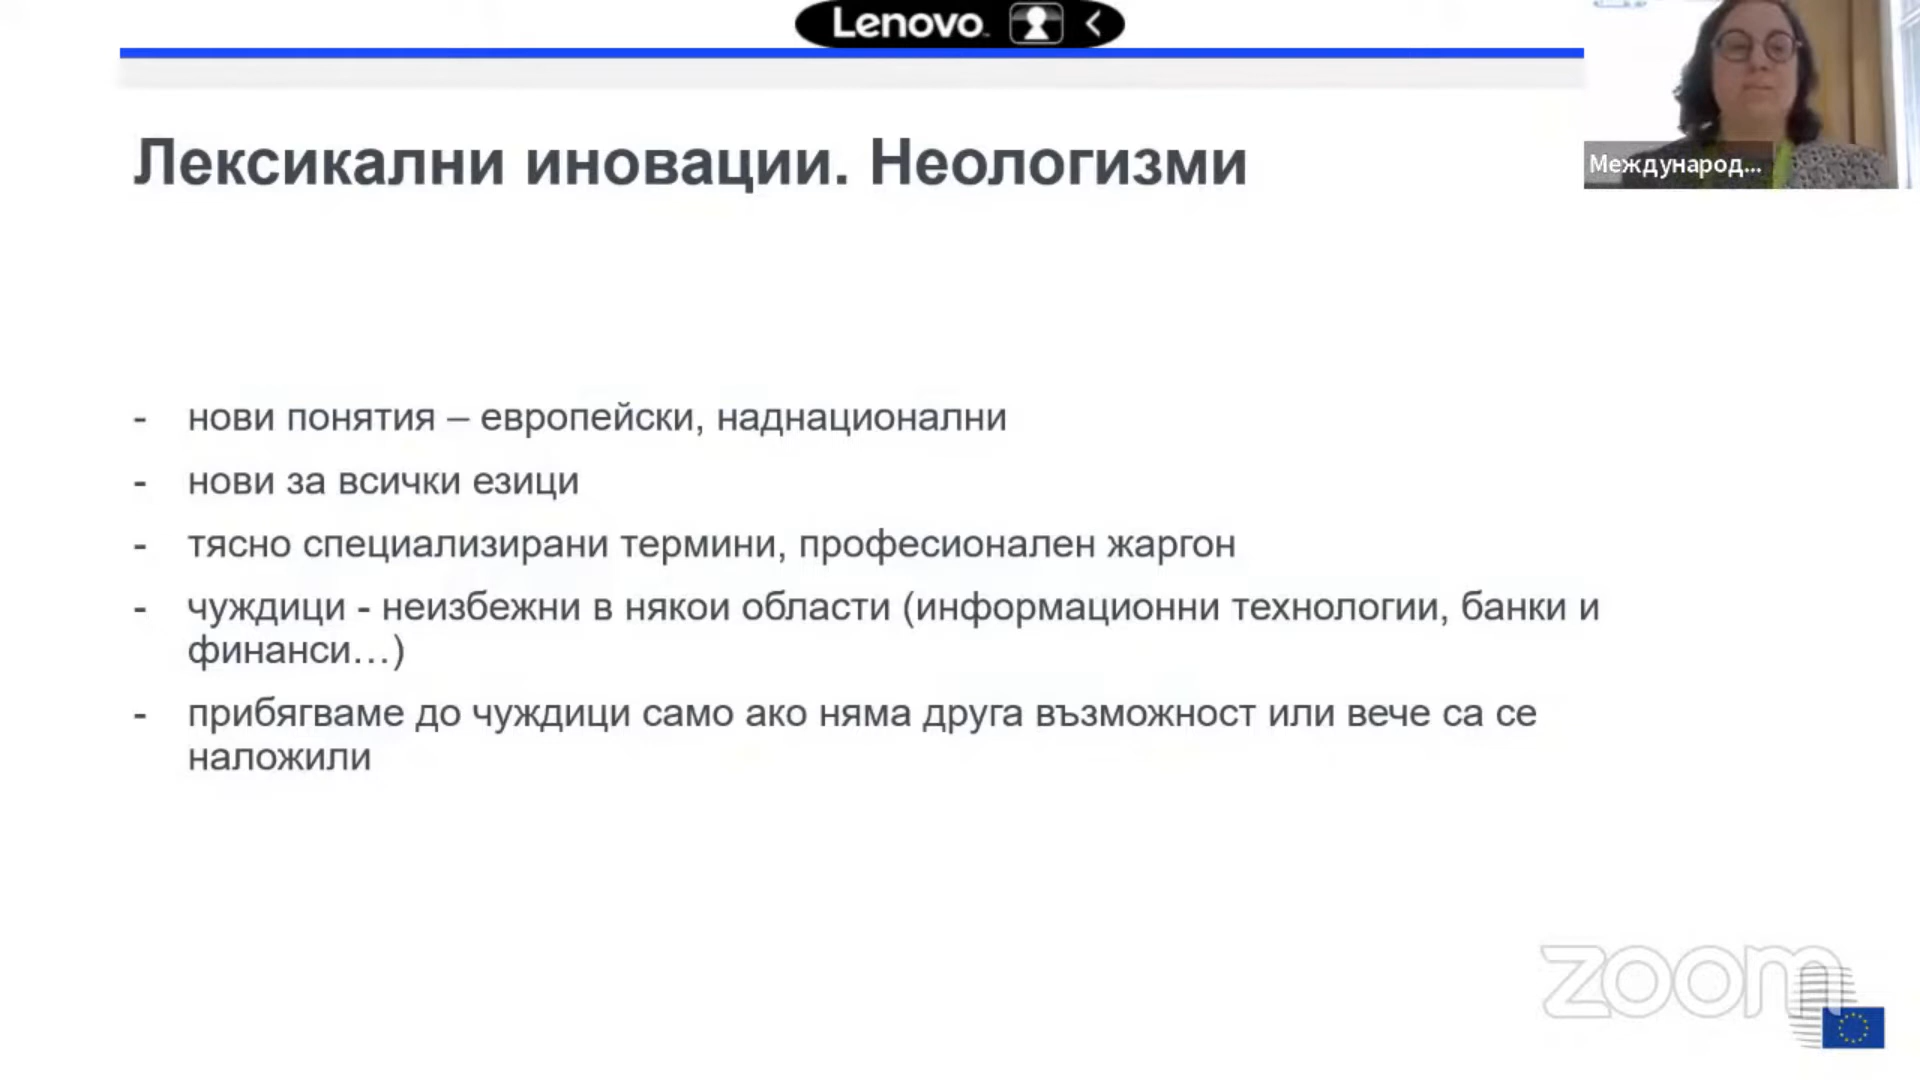 Lenovo
Международ...
Лексикални иновации. Неологизми
- нови понятия – европейски, наднационални
- нови за всички езици
- тясно специализирани термини, професионален жаргон
- чуждици - неизбежни в някои области (информационни технологии, банки и
финанси...)
- прибягваме до чуждици само ако няма друга възможност или вече са се
наложили
zoom